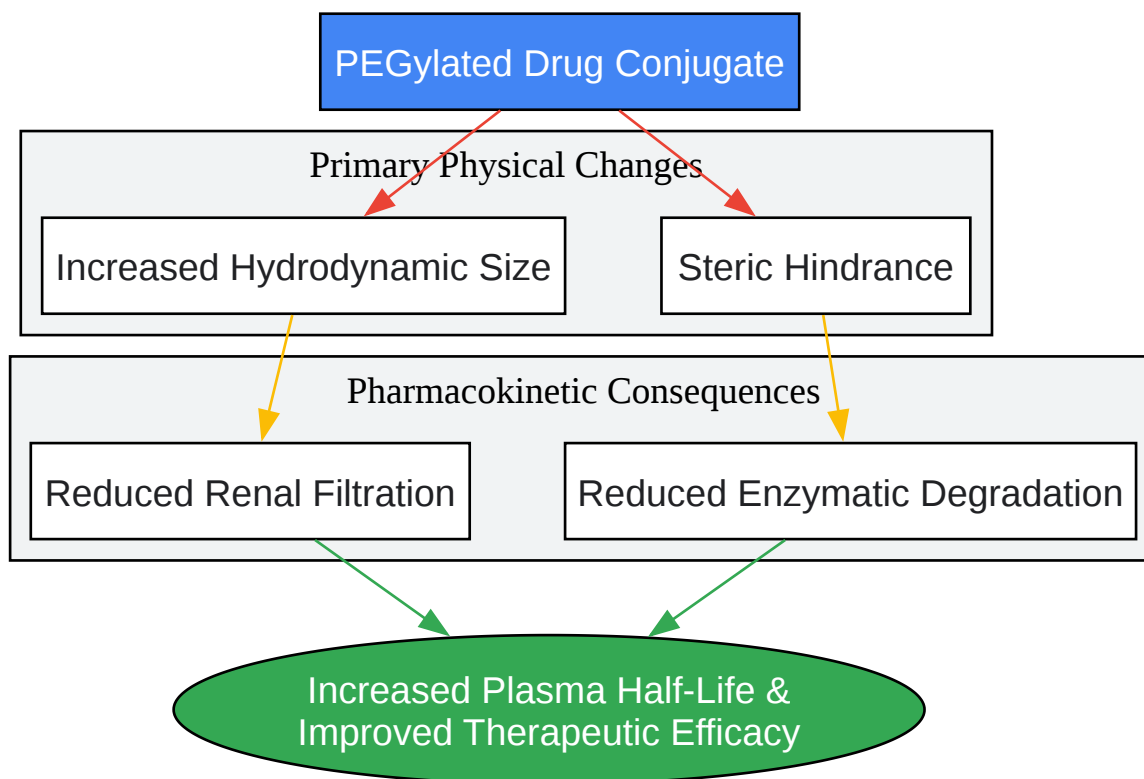 PEGylated Drug Conjugate
Primary Physical Changes
Increased Hydrodynamic Size
Steric Hindrance
Pharmacokinetic Consequences
Reduced Renal Filtration
Reduced Enzymatic Degradation
Increased Plasma Half-Life &
Improved Therapeutic Efficacy